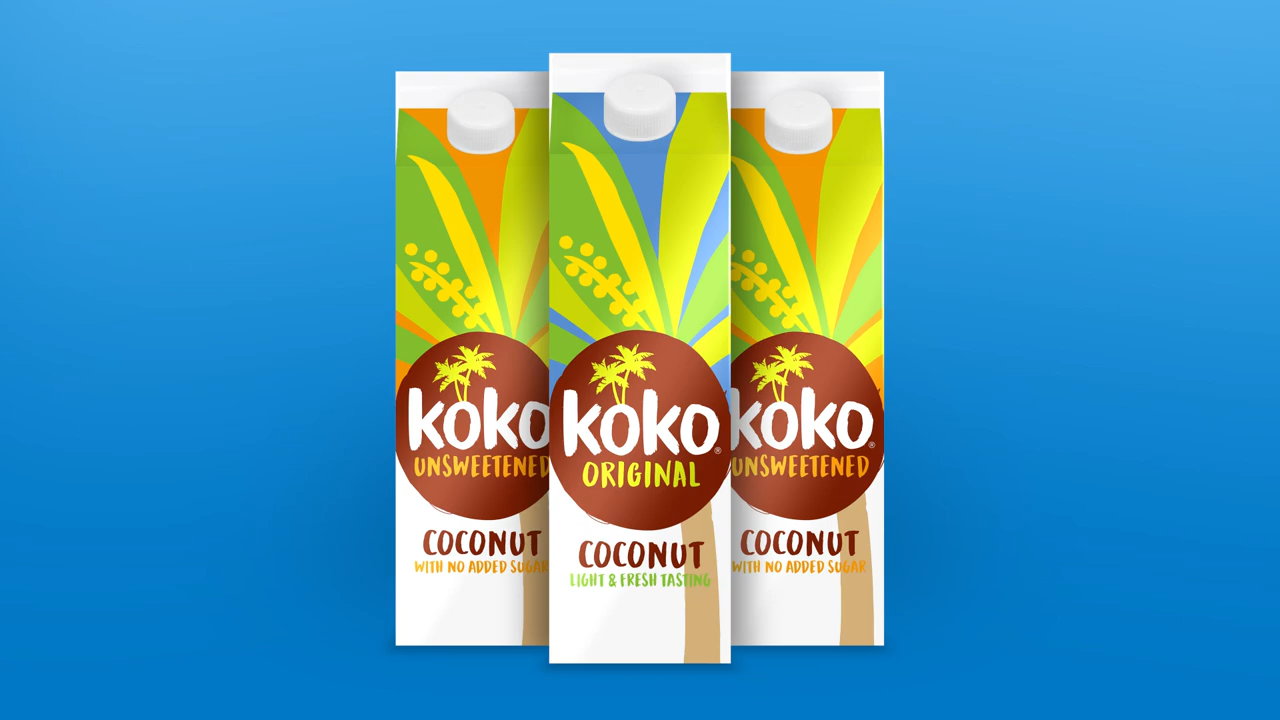 koko
UNSWEETENED
COCONUT
WITH NO ADDED SUGAR
koko®
ORIGINAL
COCONUT
LIGHT & FRESH TASTING
koko®
UNSWEETENED
COCONUT
WITH NO ADDED SUGAR